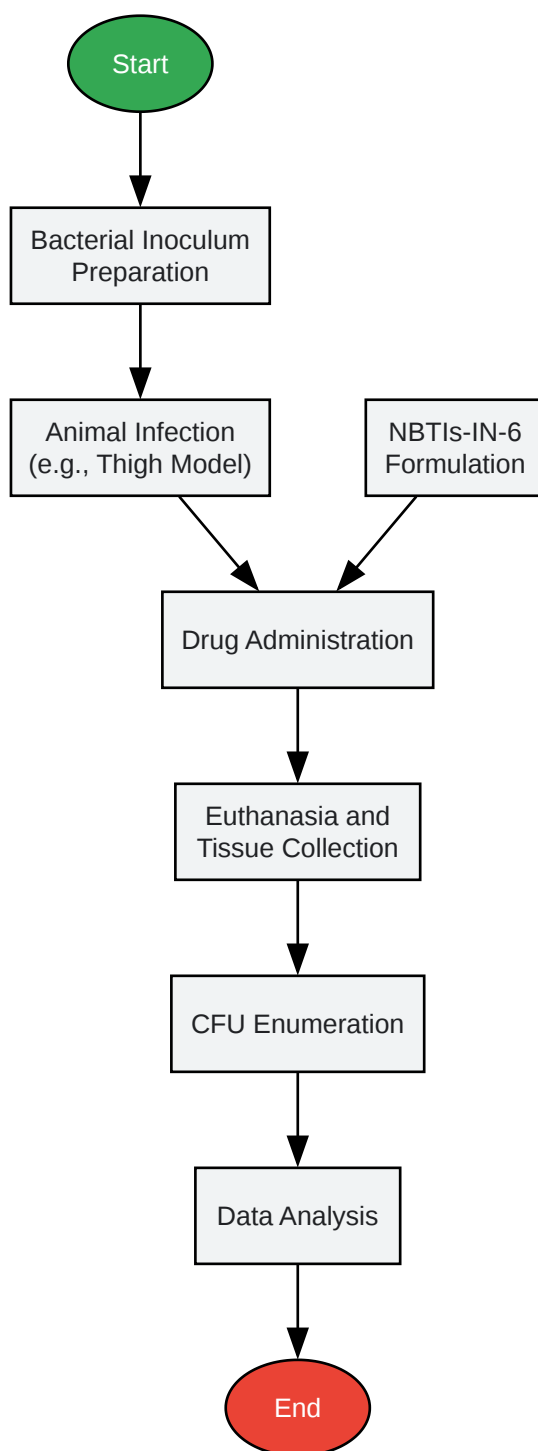 Start
Bacterial Inoculum
Preparation
Animal Infection
(e.g., Thigh Model)
NBTIs-IN-6
Formulation
Drug Administration
Euthanasia and
Tissue Collection
CFU Enumeration
Data Analysis
End